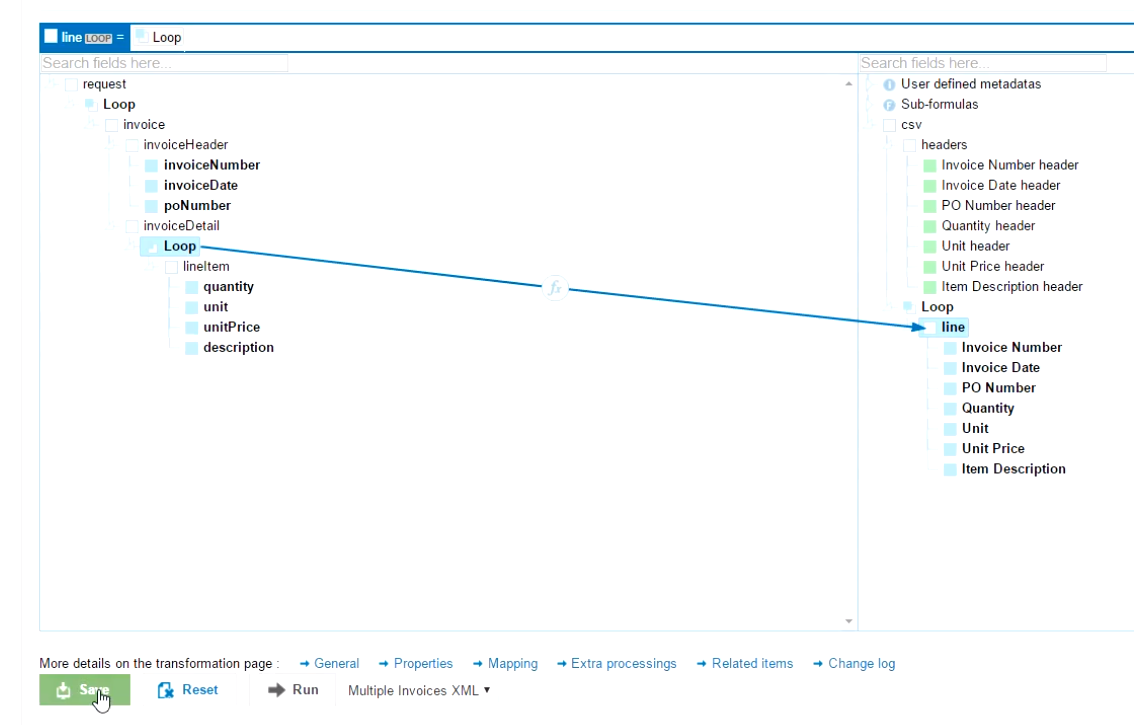 line LOOP = Loop
Search fields here... Search fields here...
request User defined metadatas
Loop Sub-formulas
invoice csv
invoiceHeader headers
invoiceNumber Invoice Number header
invoiceDate Invoice Date header
poNumber PO Number header
invoiceDetail Quantity header
Loop Unit header
lineItem Unit Price header
quantity fx Item Description header
unit Loop
unitPrice line
description Invoice Number
Invoice Date
PO Number
Quantity
Unit
Unit Price
Item Description
More details on the transformation page : General Properties Mapping Extra processings Related items Change log
Save Reset Run Multiple Invoices XML